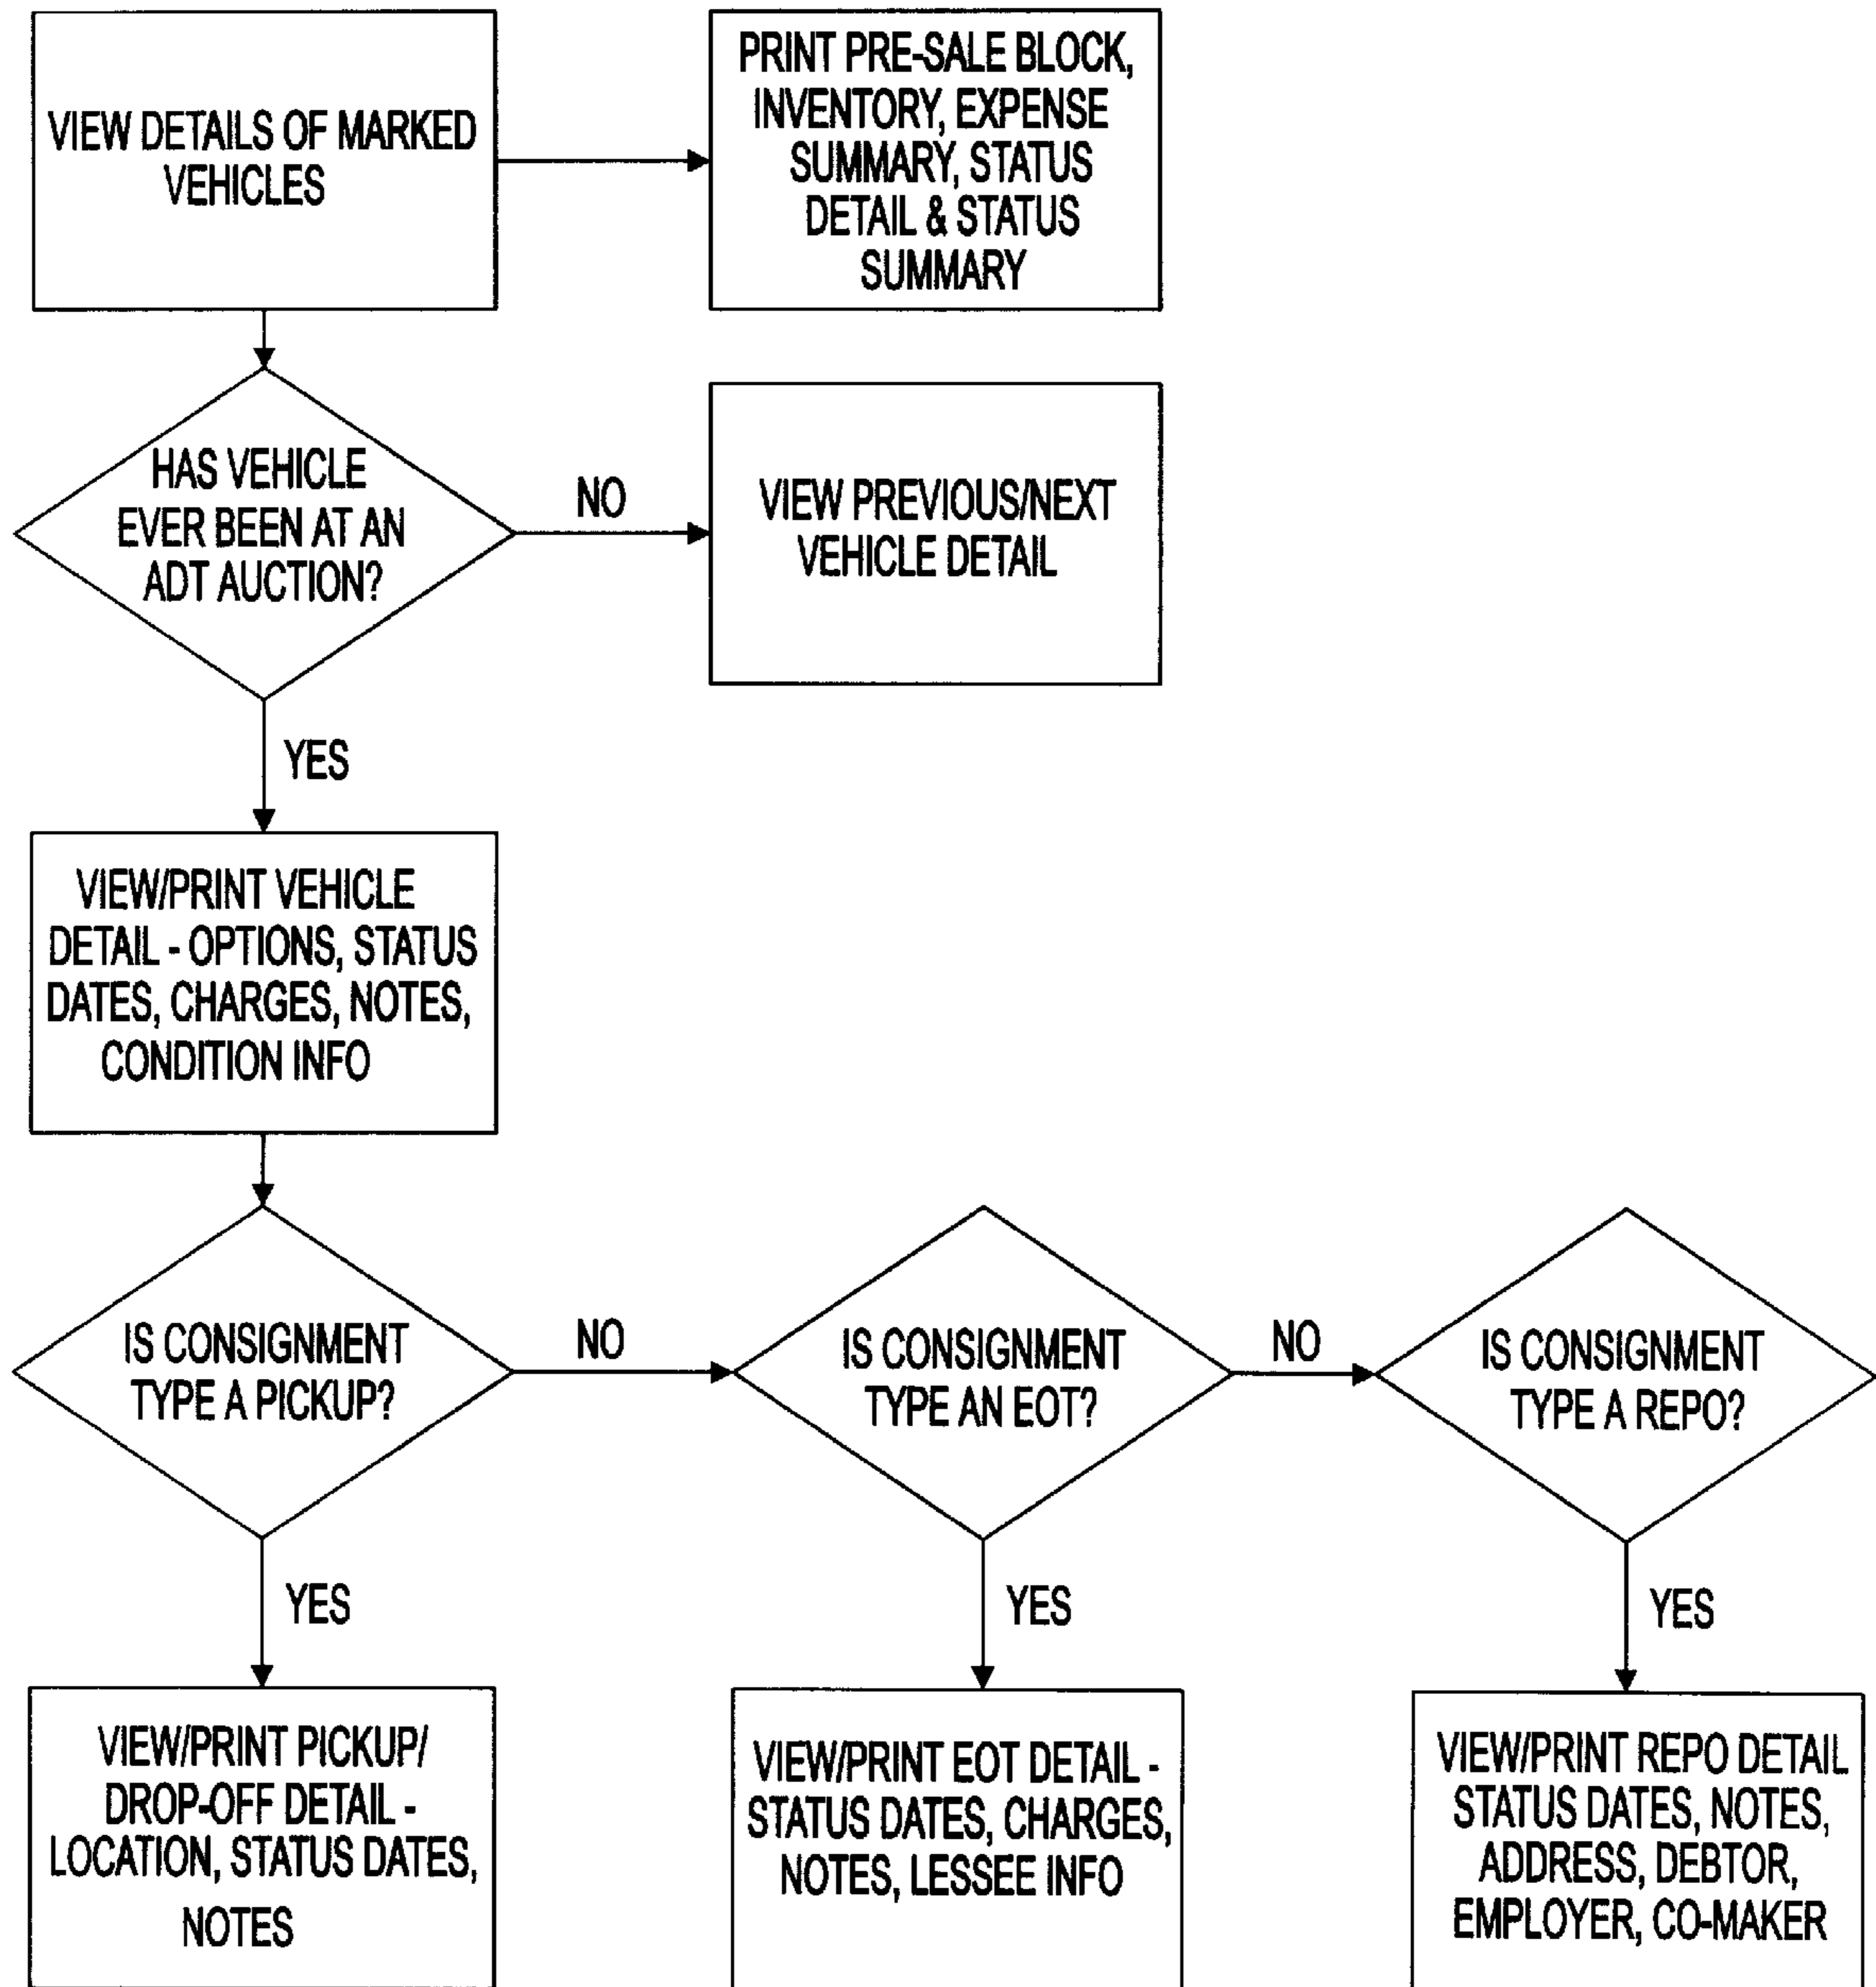 VIEW DETAILS OF MARKED
VEHICLES
PRINT PRE-SALE BLOCK,
INVENTORY, EXPENSE
SUMMARY, STATUS
DETAIL & STATUS
SUMMARY
HAS VEHICLE
EVER BEEN AT AN
ADT AUCTION?
NO
VIEW PREVIOUS/NEXT
VEHICLE DETAIL
YES
VIEW/PRINT VEHICLE
DETAIL - OPTIONS, STATUS
DATES, CHARGES, NOTES,
CONDITION INFO
IS CONSIGNMENT
TYPE A PICKUP?
NO
IS CONSIGNMENT
TYPE AN EOT?
NO
IS CONSIGNMENT
TYPE A REPO?
YES
YES
YES
VIEW/PRINT PICKUP/
DROP-OFF DETAIL -
LOCATION, STATUS DATES,
NOTES
VIEW/PRINT EOT DETAIL -
STATUS DATES, CHARGES,
NOTES, LESSEE INFO
VIEW/PRINT REPO DETAIL
STATUS DATES, NOTES,
ADDRESS, DEBTOR,
EMPLOYER, CO-MAKER